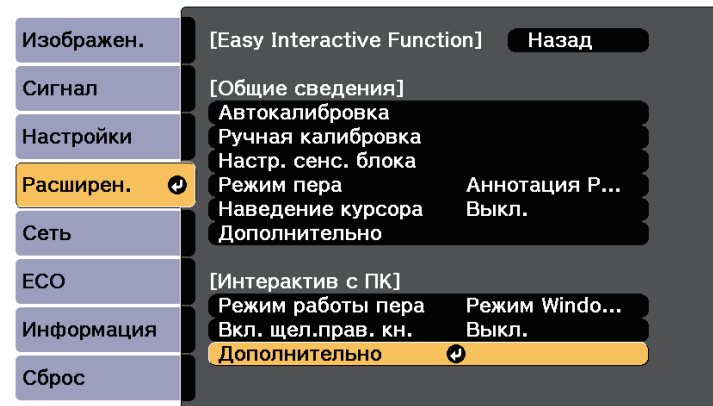 Изображен.
Сигнал
Настройки
Расширен.
Сеть
ECO
Информация
Сброс
[Easy Interactive Function] Назад
[Общие сведения]
Автокалибровка
Ручная калибровка
Настр. сенс. блока
Режим пера Аннотация P...
Наведение курсора Выкл.
Дополнительно
[Интерактив с ПК]
Режим работы пера Режим Windo...
Вкл. щел.прав. кн. Выкл.
Дополнительно